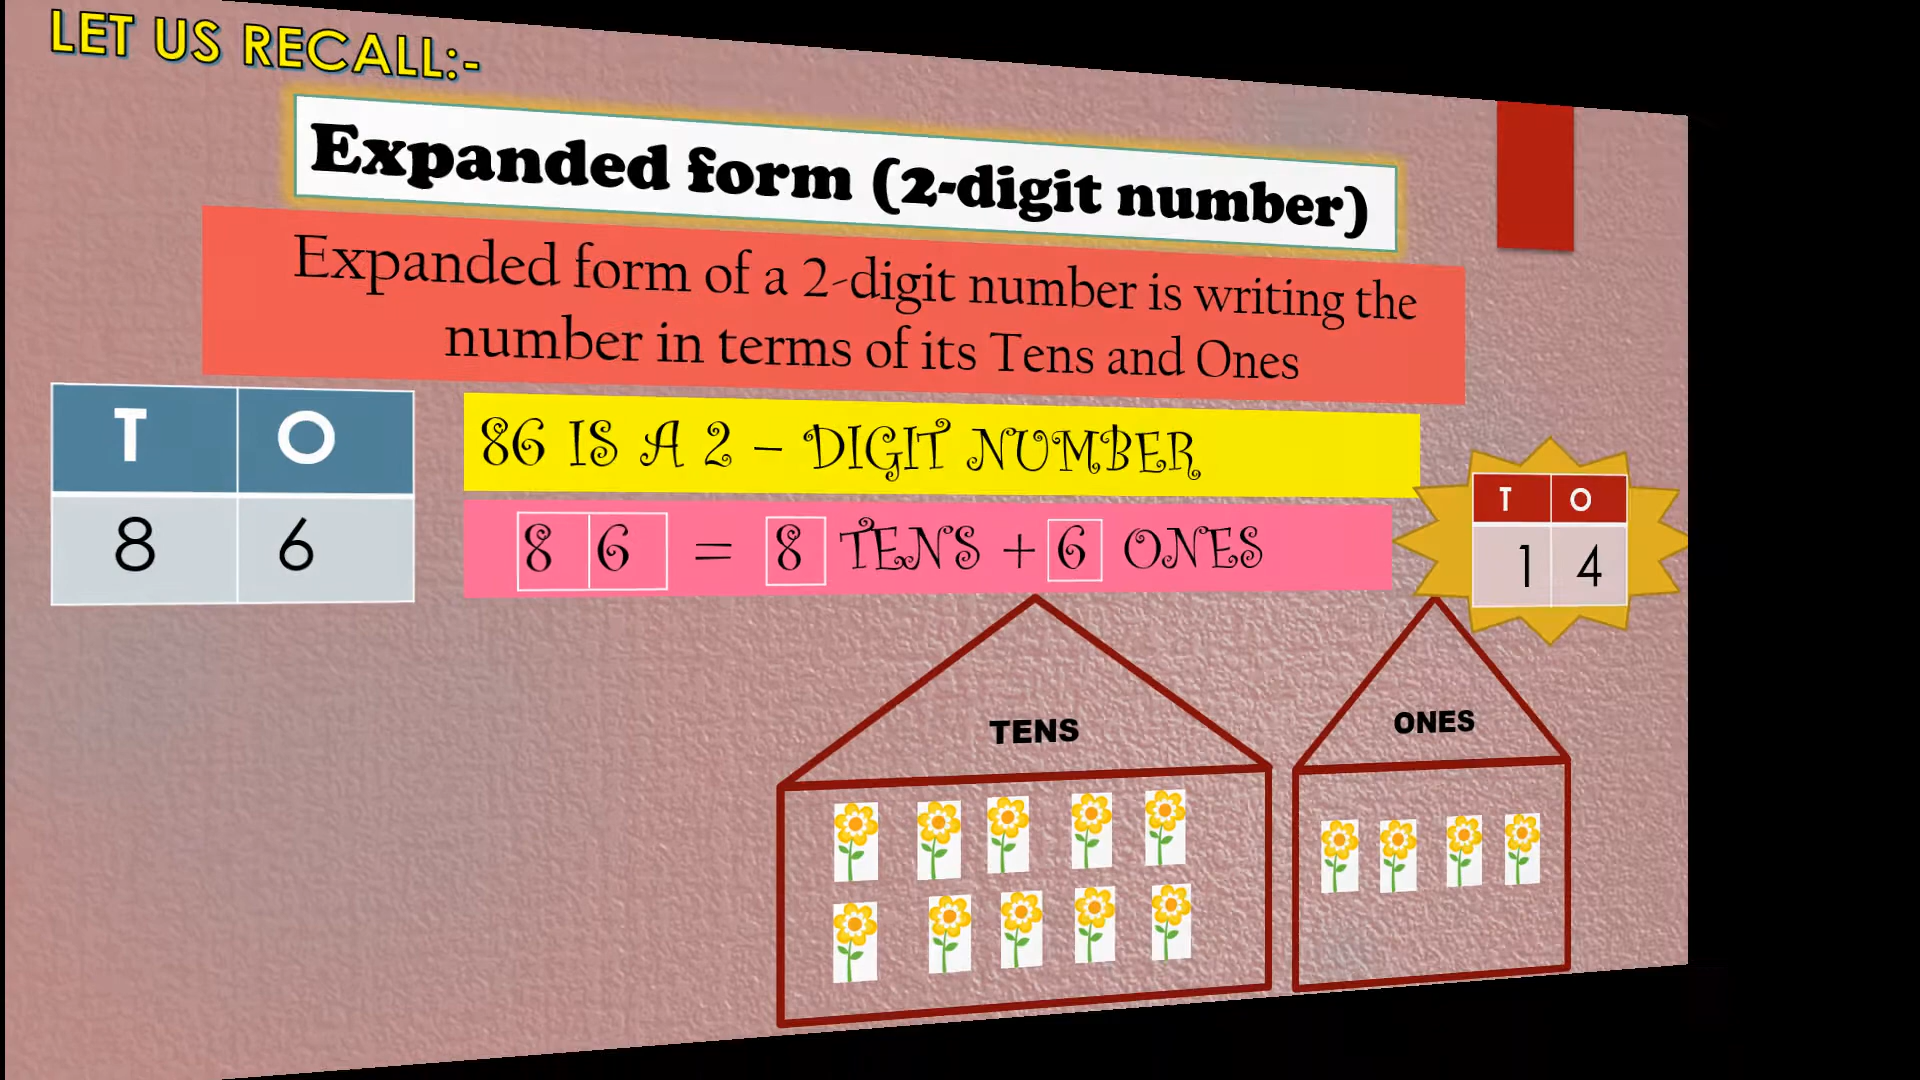 LET US RECALL:-
Expanded form (2-digit number)
Expanded form of a 2-digit number is writing the
number in terms of its Tens and Ones
T O
8 6
86 IS A 2 – DIGIT NUMBER
8 6 = 8 TENS + 6 ONES
T O
1 4
TENS
ONES